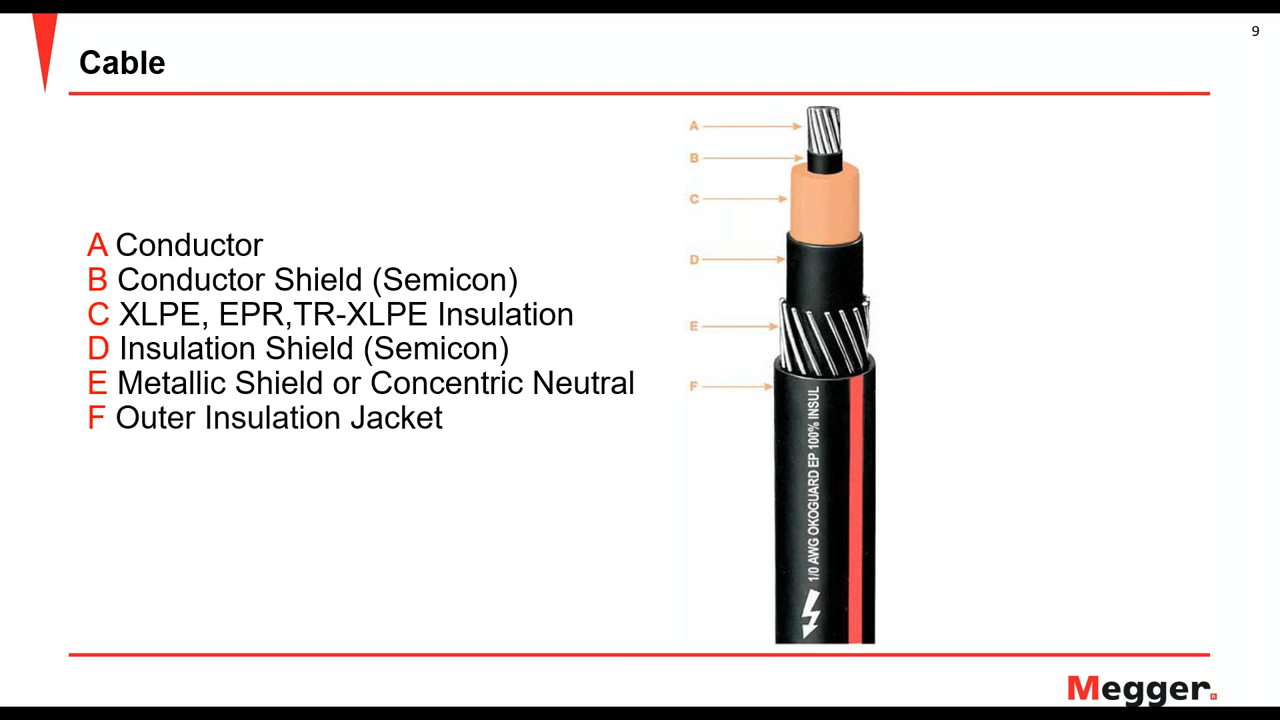 9
Cable
A Conductor
B Conductor Shield (Semicon)
C XLPE, EPR,TR-XLPE Insulation
D Insulation Shield (Semicon)
E Metallic Shield or Concentric Neutral
F Outer Insulation Jacket
A
B
C
D
E
F
1/0 AWG OKOGUARD EP 100% INSUL
Megger